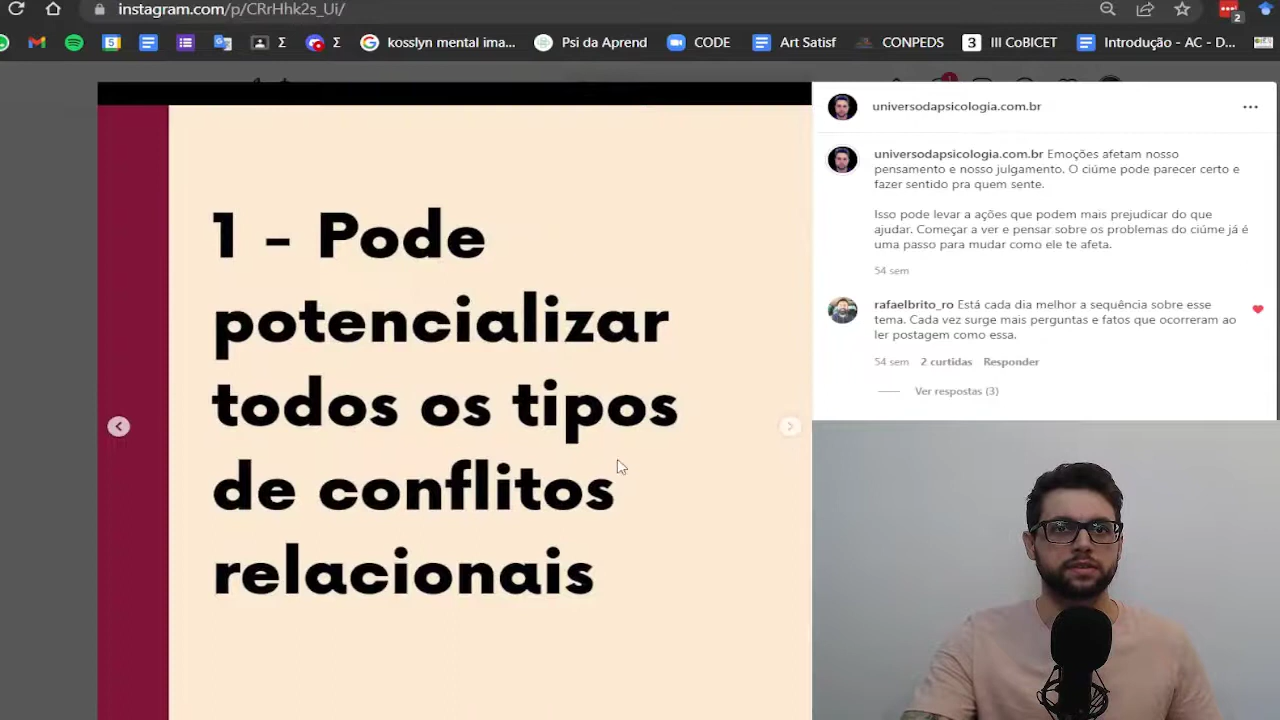 instagram.com/p/CRrHhk2s_Ui/
2
5
kosslyn mental ima...
Psi da Aprend
CODE
Art Satisf
CONPEDS
3
III CoBICET
Introdução - AC - D...
1
1 - Pode
potencializar
todos os tipos
de conflitos
relacionais
universodapsicologia.com.br
universodapsicologia.com.br Emoções afetam nosso
pensamento e nosso julgamento. O ciúme pode parecer certo e
fazer sentido pra quem sente.
Isso pode levar a ações que podem mais prejudicar do que
ajudar. Começar a ver e pensar sobre os problemas do ciúme já é
uma passo para mudar como ele te afeta.
54 sem
rafaelbrito_ro Está cada dia melhor a sequência sobre esse
tema. Cada vez surge mais perguntas e fatos que ocorreram ao
ler postagem como essa.
54 sem 2 curtidas Responder
Ver respostas (3)